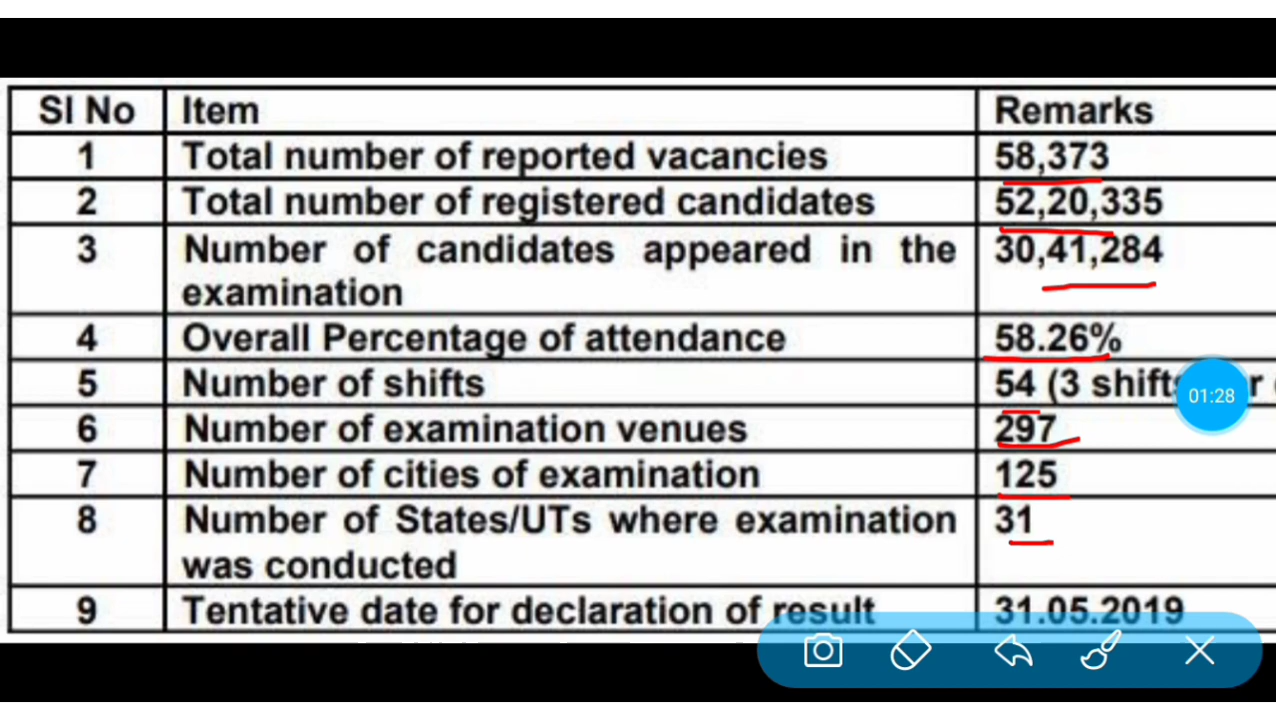 Sl No Item Remarks
1 Total number of reported vacancies 58,373
2 Total number of registered candidates 52,20,335
3 Number of candidates appeared in the 30,41,284
examination
4 Overall Percentage of attendance 58.26%
5 Number of shifts 54 (3 shifts
01:28
6 Number of examination venues 297
7 Number of cities of examination 125
8 Number of States/UTs where examination 31
was conducted
9 Tentative date for declaration of result 31.05.2019